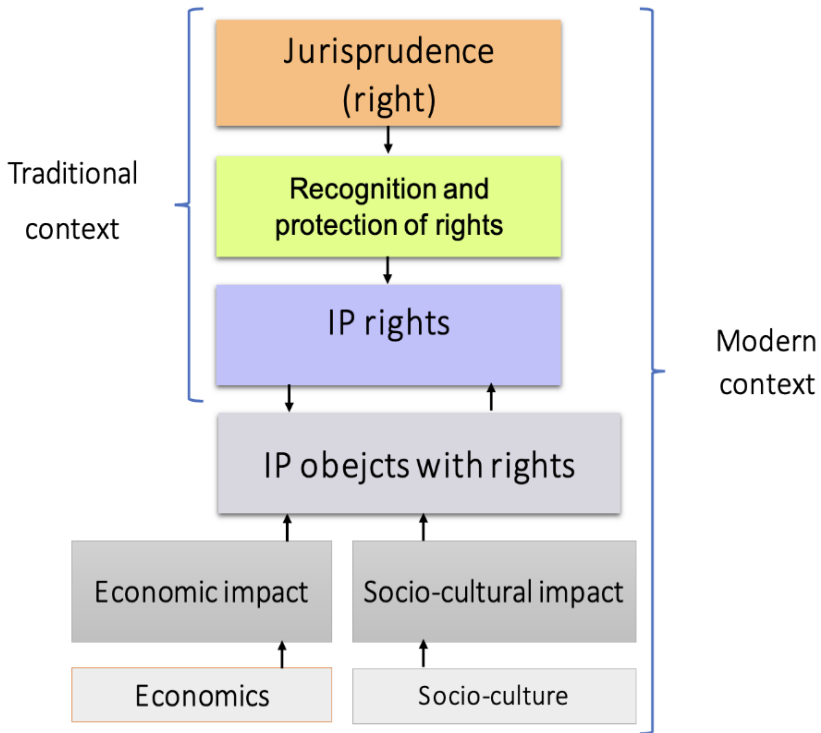 Jurisprudence
(right)
Traditional
context
Recognition and
protection of rights
IP rights
Modern
context
IP obejcts with rights
Economic impact
Socio-cultural impact
Economics
Socio-culture